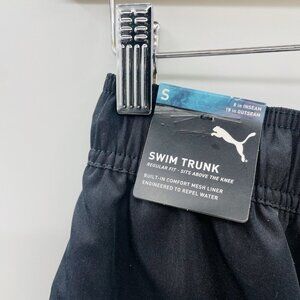 S
8 in INSEAM
19 in OUTSEAM
SWIM TRUNK
REGULAR FIT - SITS ABOVE THE KNEE
BUILT-IN COMFORT MESH LINER
ENGINEERED TO REPEL WATER